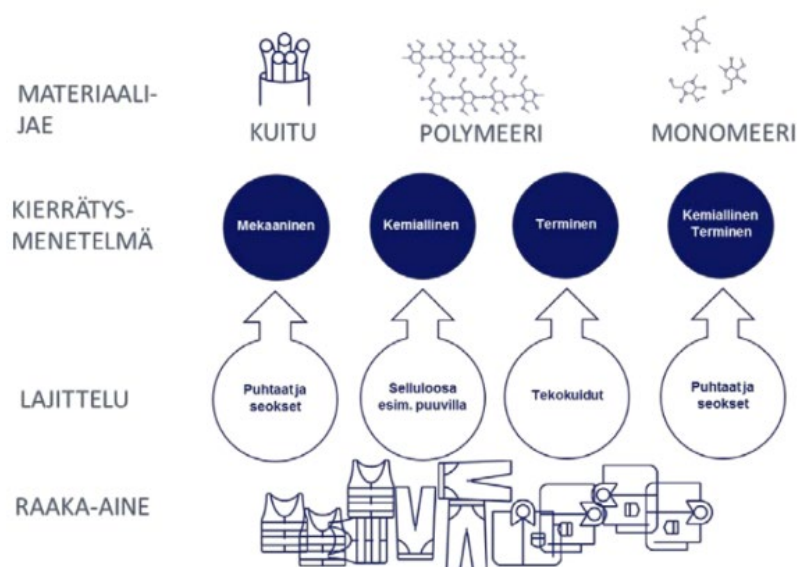 MATERIAALI-
JAE
KUITU
POLYMEERI
MONOMEERI
KIERRÄTYS-
MENETELMÄ
Mekaaninen
Kemiallinen
Terminen
Kemiallinen
Terminen
LAJITTELU
Puhtaat ja
seokset
Selluloosa
esim. puuvilla
Tekokuidut
Puhtaat ja
seokset
RAAKA-AINE